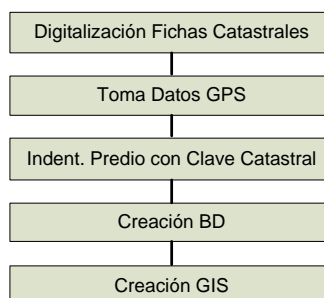 Digitalización Fichas Catastrales
Toma Datos GPS
Indent. Predio con Clave Catastral
Creación BD
Creación GIS